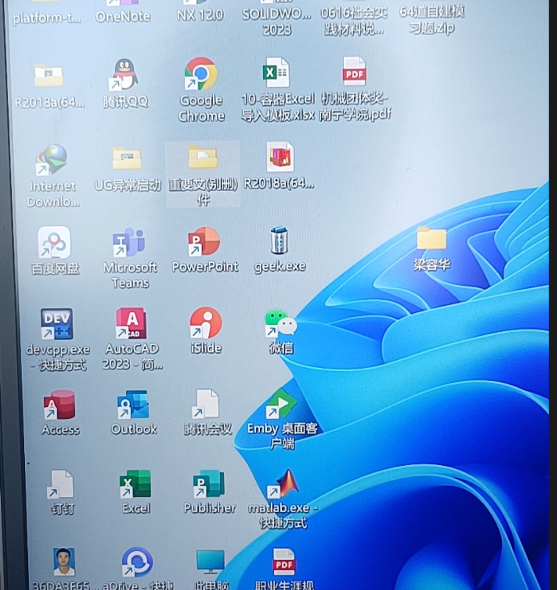 platform-t...
OneNote
NX 12.0
SOLIDWO...
2023
0616社会实
践材料说...
64道自建模
习题.zip
R2018a(64...
腾讯QQ
Google
Chrome
10-容器Excel
导入模板.xlsx
PDF
机械团体奖-
南宁学院.pdf
Internet
Downlo...
UG异常启动
重要文(别删)
件
R2018a(64...
百度网盘
Microsoft
Teams
PowerPoint
geek.exe
梁容华
DEV
devcpp.exe
- 快捷方式
A
CAD
AutoCAD
2023 - 简...
iSlide
微信
Access
Outlook
腾讯会议
Emby 桌面客
户端
钉钉
Excel
Publisher
matlab.exe -
快捷方式
36DA3F65...
aDrive - 快捷
此电脑
PDF
职业生涯规